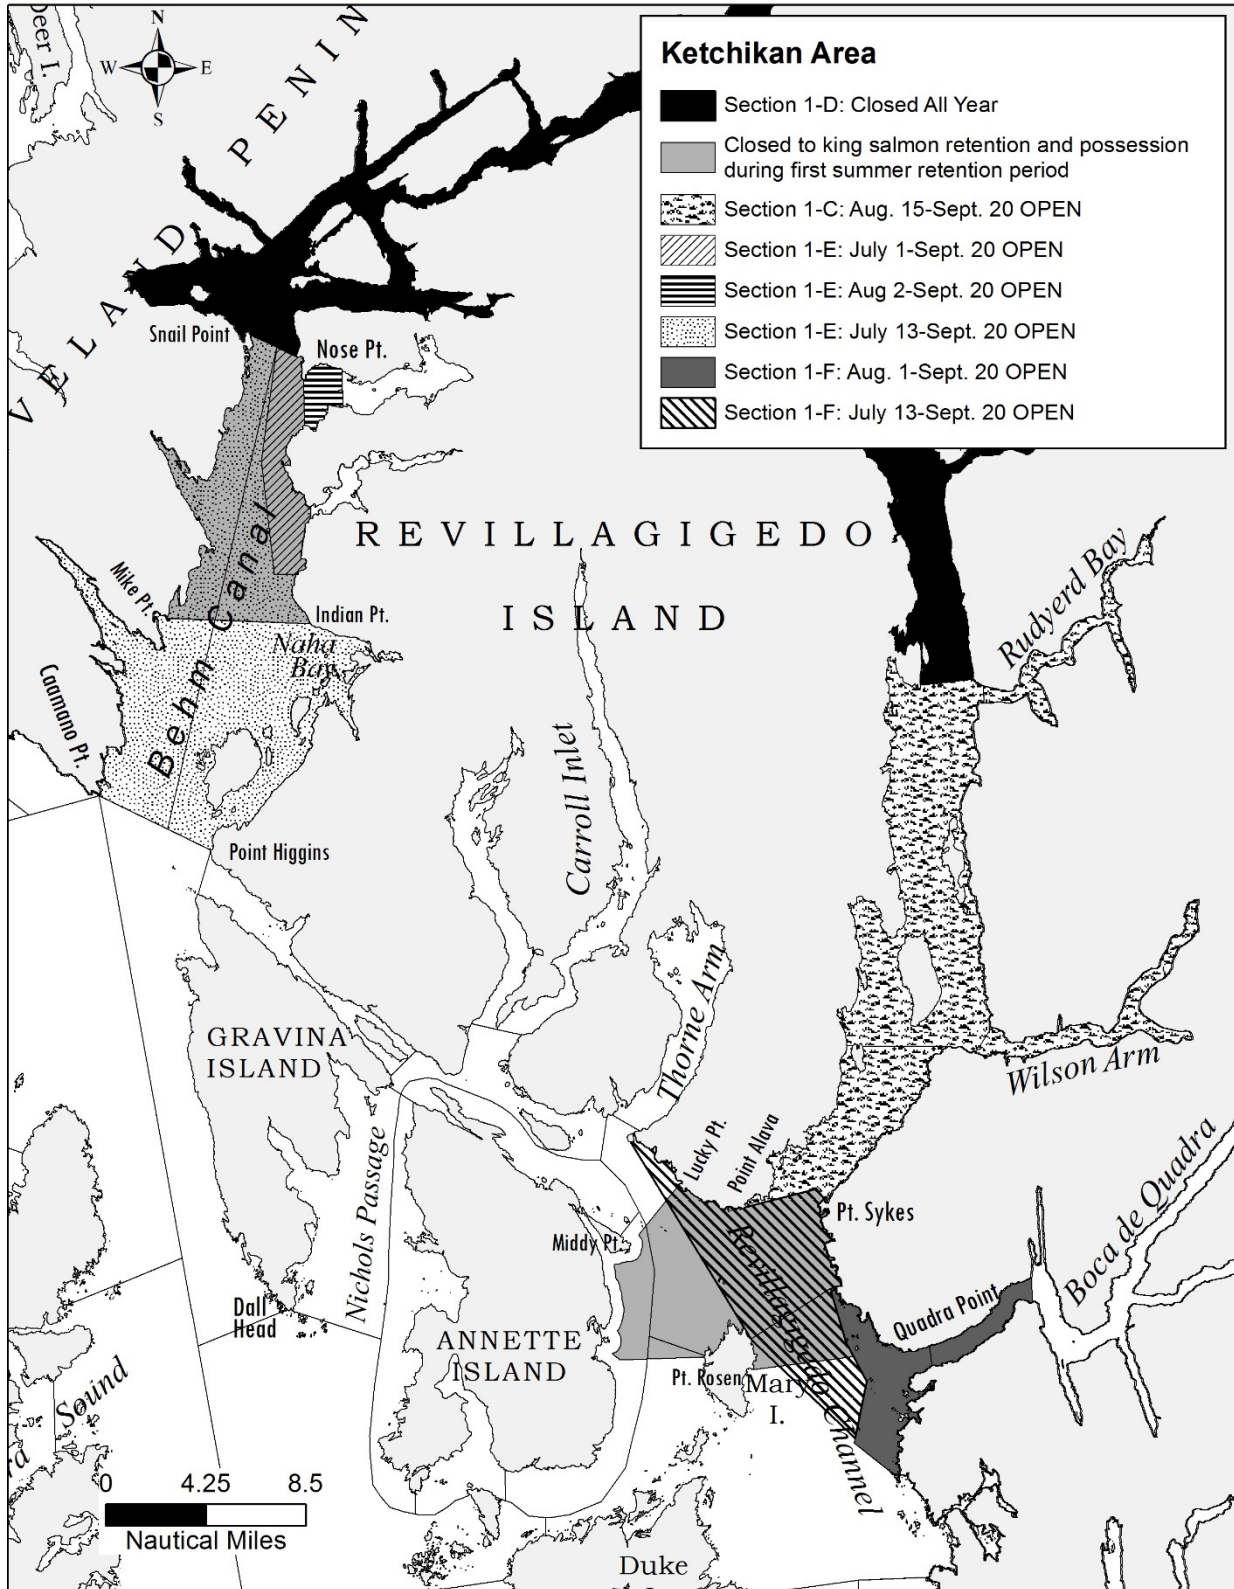 Deer I.
N
W E
S
VELAND PENIN
Ketchikan Area
Section 1-D: Closed All Year
Closed to king salmon retention and possession
during first summer retention period
Section 1-C: Aug. 15-Sept. 20 OPEN
Section 1-E: July 1-Sept. 20 OPEN
Section 1-E: Aug 2-Sept. 20 OPEN
Section 1-E: July 13-Sept. 20 OPEN
Section 1-F: Aug. 1-Sept. 20 OPEN
Section 1-F: July 13-Sept. 20 OPEN
Snail Point
Nose Pt.
REVILLAGIGEDO
ISLAND
Rudyerd Bay
Mike Pt.
Indian Pt.
Naha
Bay
Behm Canal
Caamano Pt.
Point Higgins
Carroll Inlet
Thorne Arm
Wilson Arm
GRAVINA
ISLAND
Nichols Passage
Lucky Pt.
Point Alava
Pt. Sykes
Boca de Quadra
Middy Pt.
Revillagigedo Channel
Quadra Point
Dall
Head
ANNETTE
ISLAND
Pt. Rosen
Mary
I.
Sound
ra
0 4.25 8.5
Nautical Miles
Duke